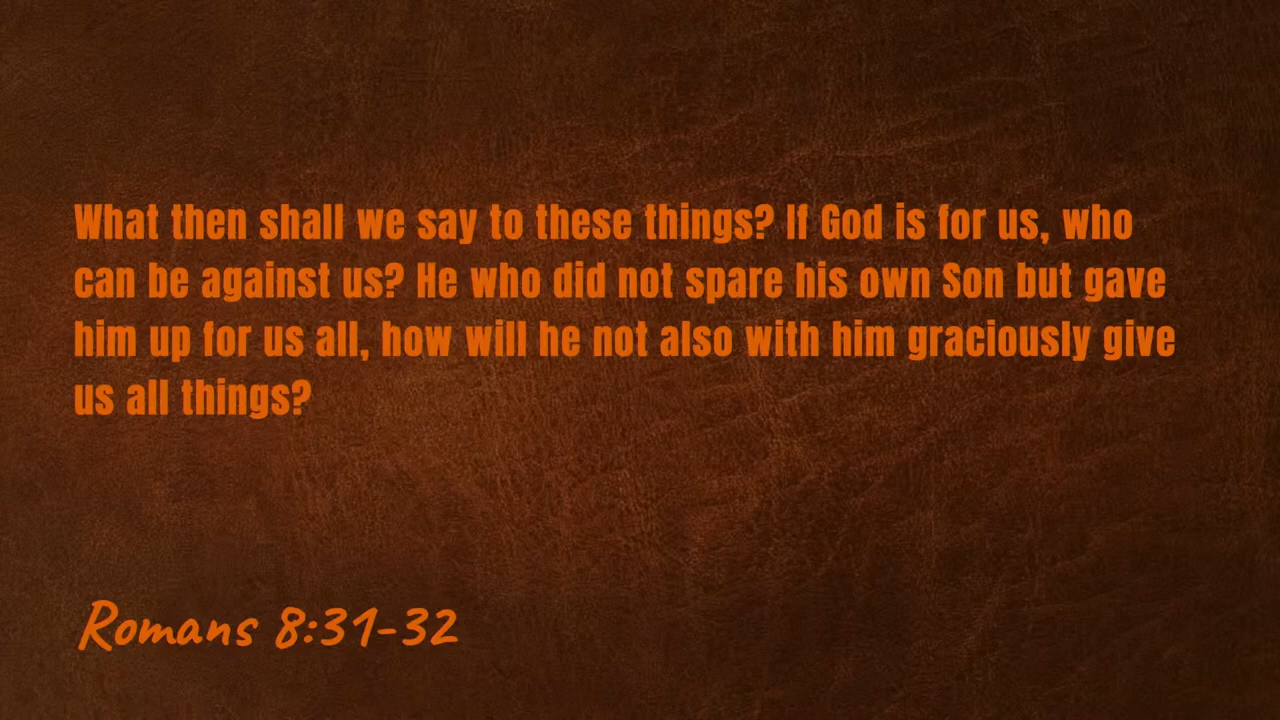 What then shall we say to these things? If God is for us, who
can be against us? He who did not spare his own Son but gave
him up for us all, how will he not also with him graciously give
us all things?
Romans 8:31-32